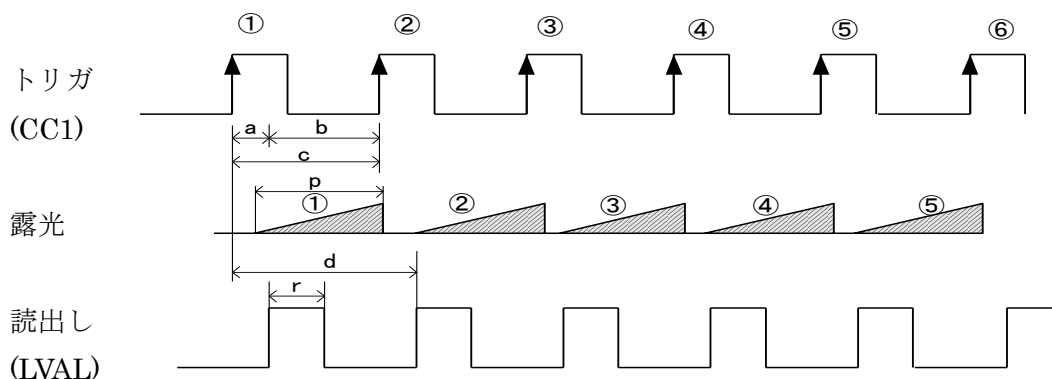 ① ② ③ ④ ⑤ ⑥
トリガ
(CC1)
a b
c
p
① ② ③ ④ ⑤
露光
d
r
読出し
(LVAL)